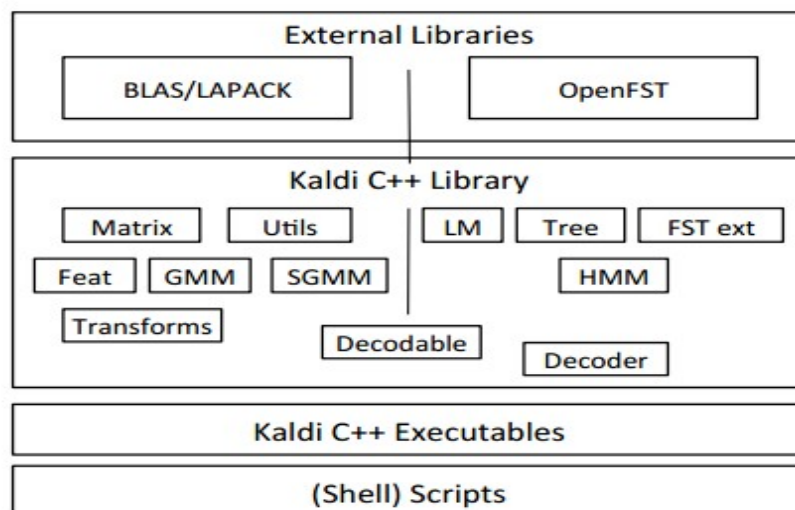 External Libraries
BLAS/LAPACK OpenFST
Kaldi C++ Library
Matrix Utils LM Tree FST ext
Feat GMM SGMM HMM
Transforms
Decodable
Decoder
Kaldi C++ Executables
(Shell) Scripts